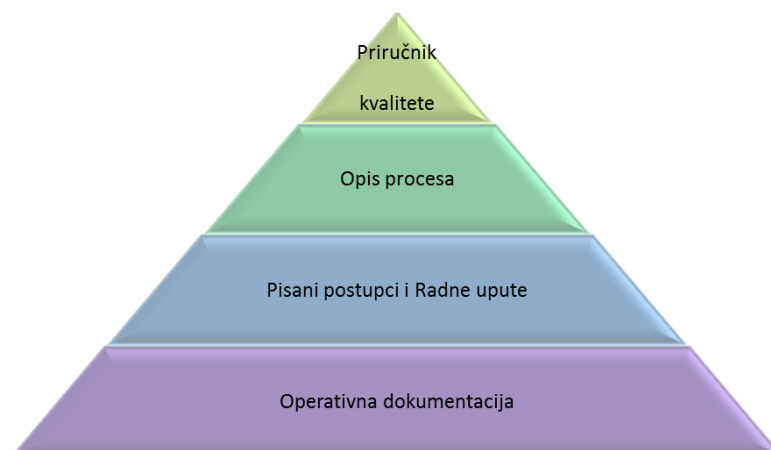 Priručnik
kvalitete
Opis procesa
Pisani postupci i Radne upute
Operativna dokumentacija